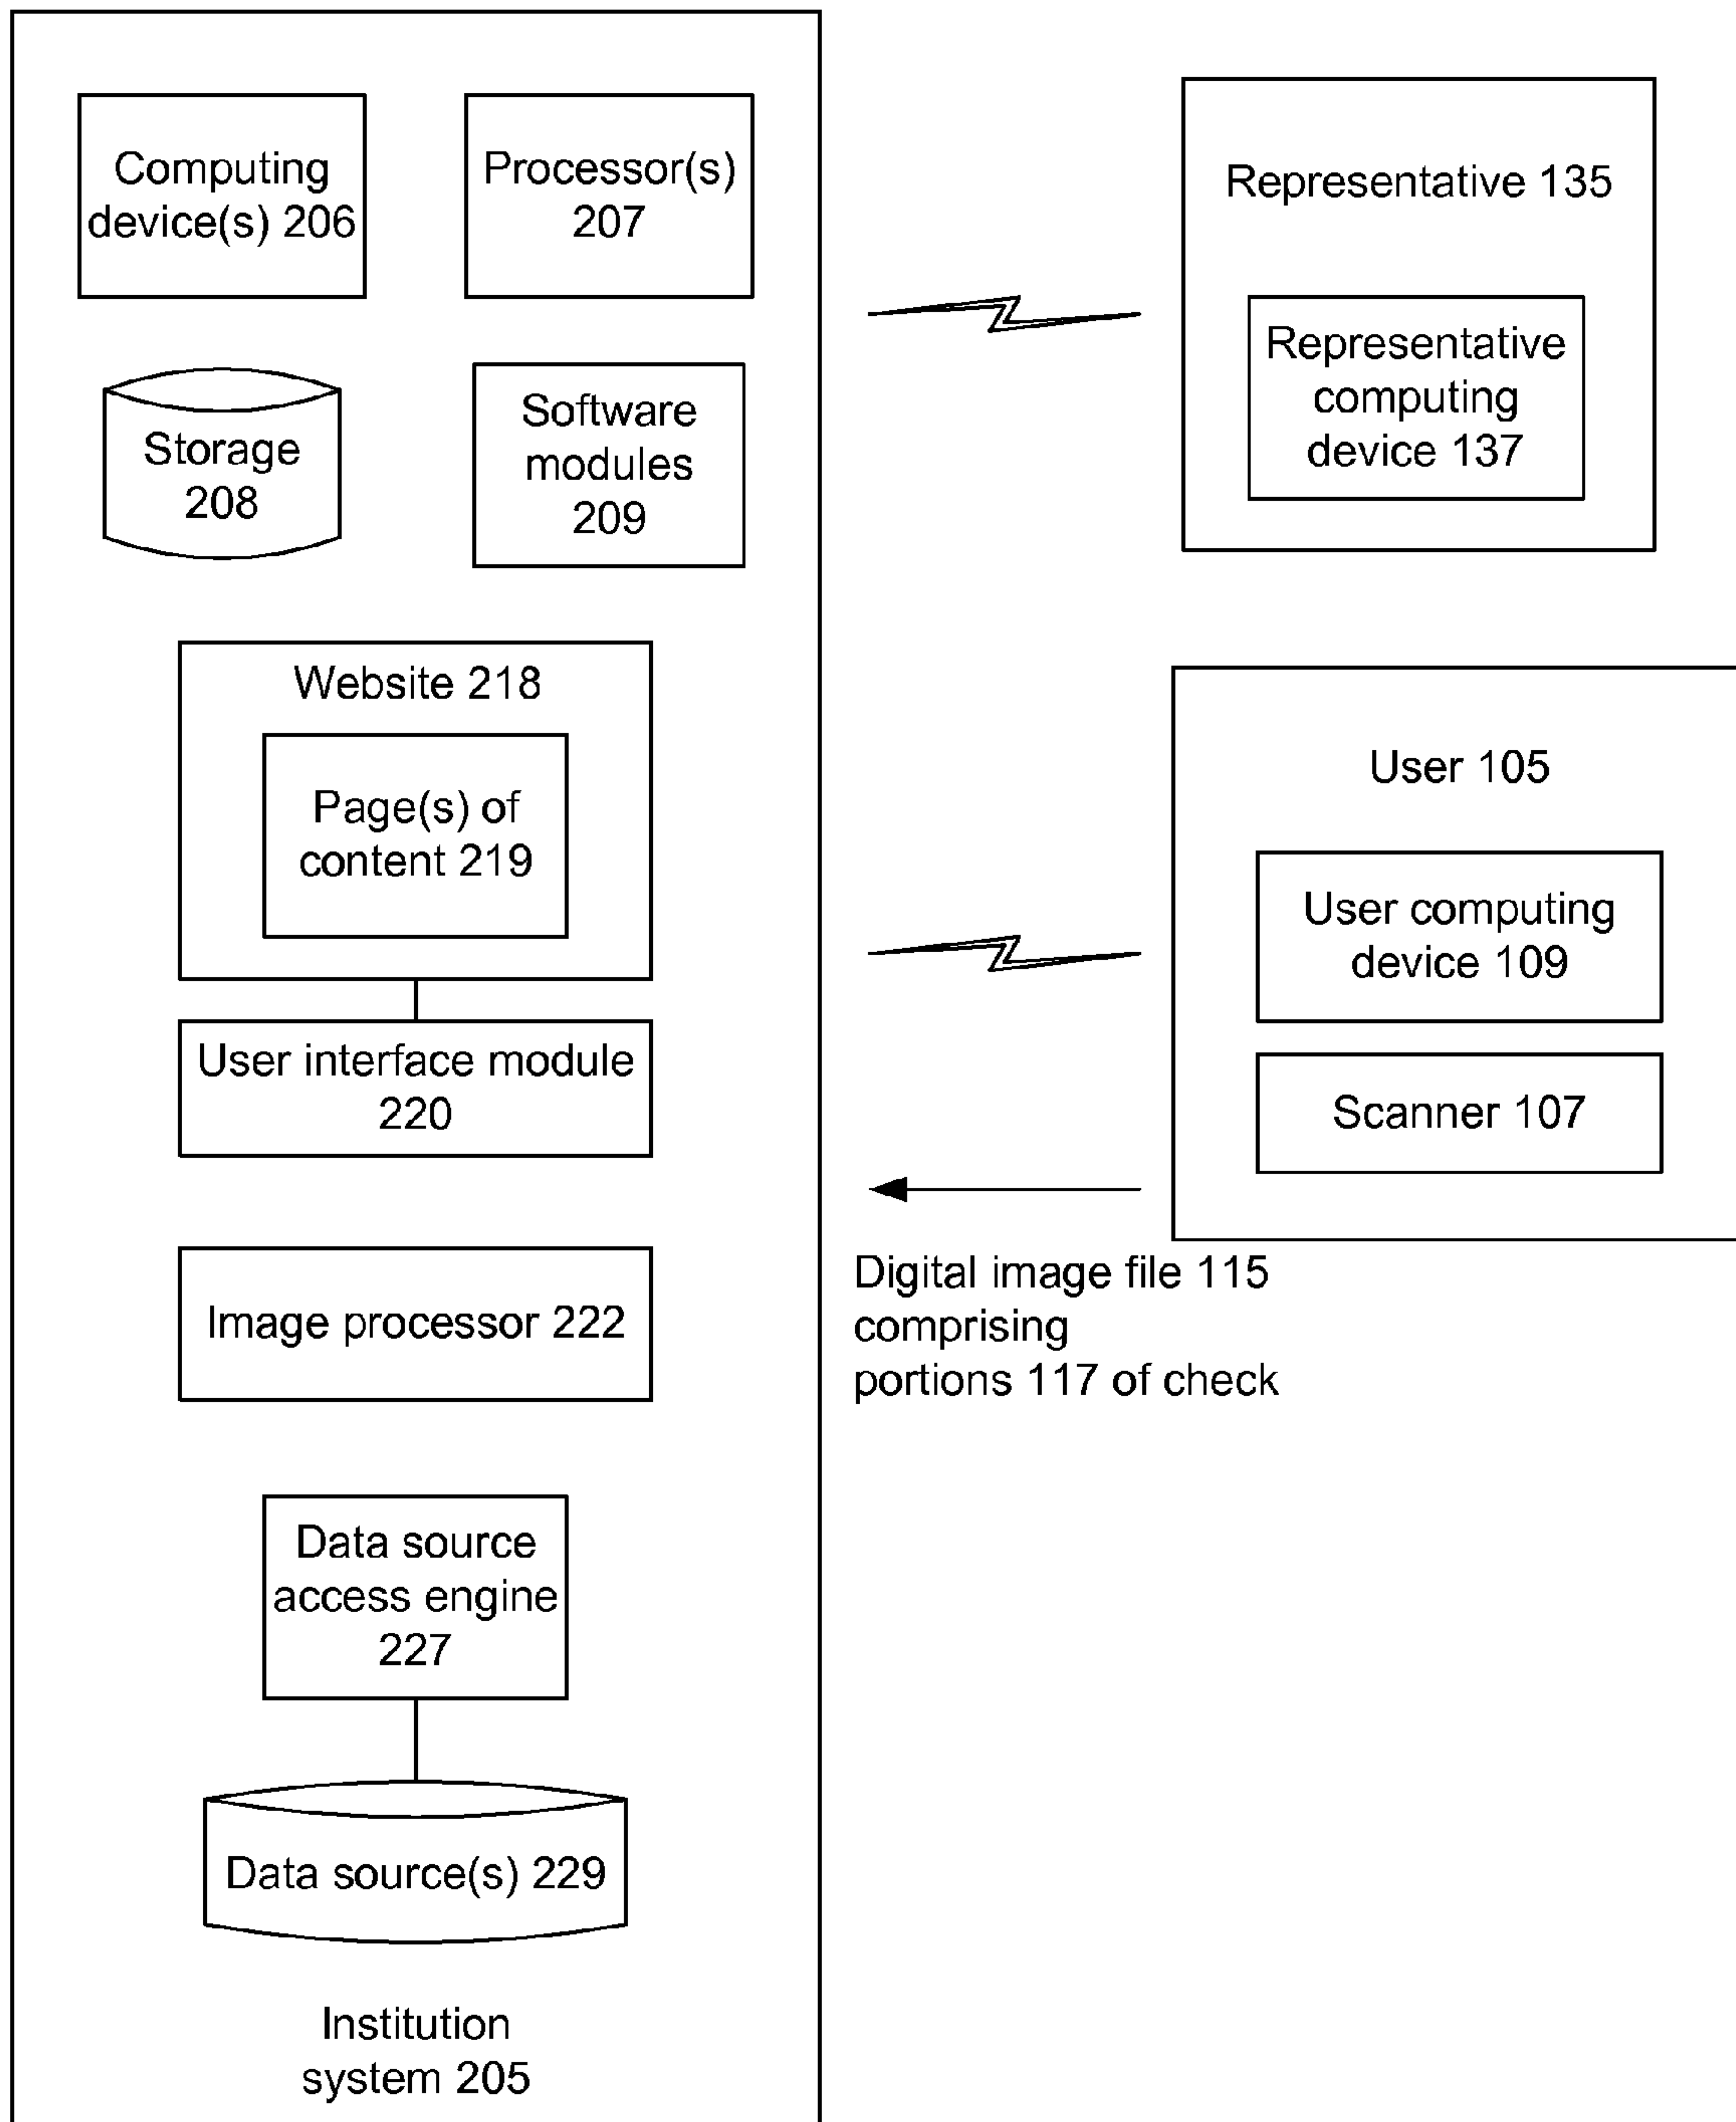 Computing
device(s) 206
Processor(s)
207
Storage
208
Software
modules
209
Website 218
Page(s) of
content 219
User interface module
220
Image processor 222
Data source
access engine
227
Data source(s) 229
Institution
system 205
Representative 135
Representative
computing
device 137
User 105
User computing
device 109
Scanner 107
Digital image file 115
comprising
portions 117 of check